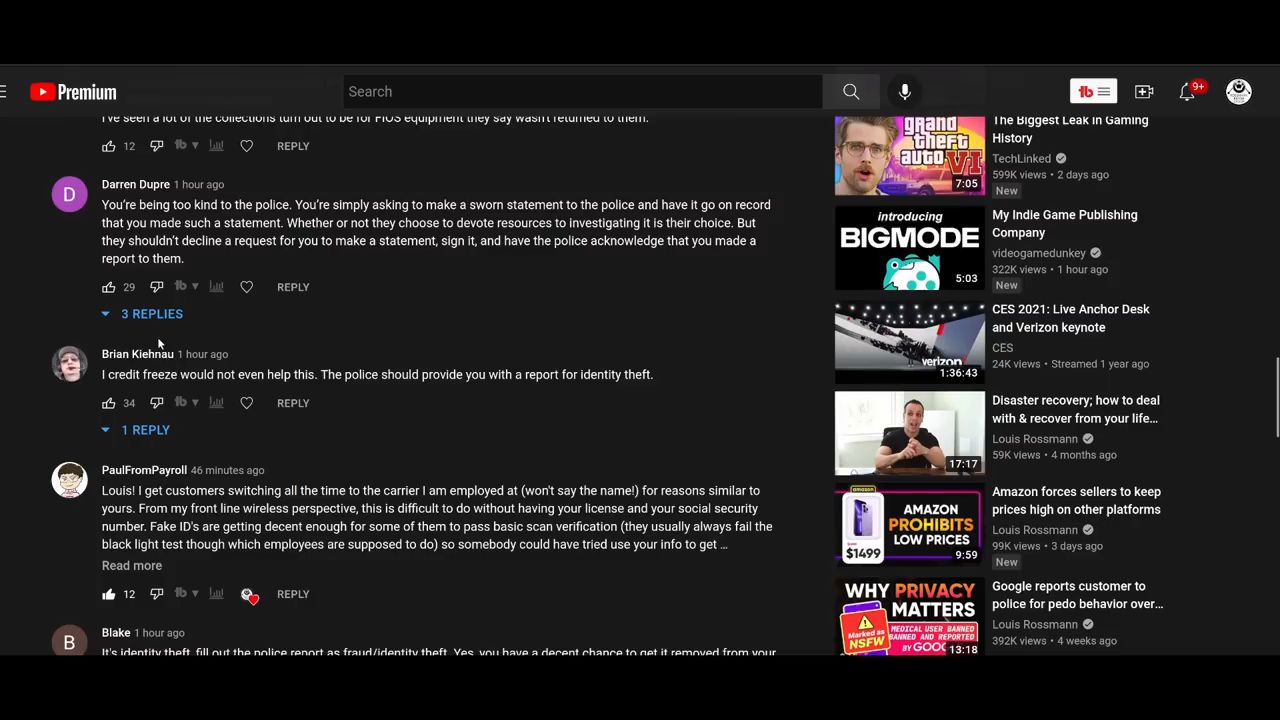 Premium
Search
9+
I've seen a lot of the collections turn out to be for FIOS equipment they say wasn't returned to them.
12
REPLY
D
Darren Dupre 1 hour ago
You're being too kind to the police. You're simply asking to make a sworn statement to the police and have it go on record
that you made such a statement. Whether or not they choose to devote resources to investigating it is their choice. But
they shouldn't decline a request for you to make a statement, sign it, and have the police acknowledge that you made a
report to them.
29
REPLY
3 REPLIES
Brian Kiehnau 1 hour ago
I credit freeze would not even help this. The police should provide you with a report for identity theft.
34
REPLY
1 REPLY
PaulFromPayroll 46 minutes ago
Louis! I get customers switching all the time to the carrier I am employed at (won't say the name!) for reasons similar to
yours. From my front line wireless perspective, this is difficult to do without having your license and your social security
number. Fake ID's are getting decent enough for some of them to pass basic scan verification (they usually always fail the
black light test though which employees are supposed to do) so somebody could have tried use your info to get ...
Read more
12
REPLY
B
Blake 1 hour ago
It's identity theft, fill out the police report as fraud/identity theft. Yes, you have a decent chance to get it removed from your
grand
theft
auto VI
7:05
The Biggest Leak in Gaming
History
TechLinked
599K views • 2 days ago
New
introducing
BIGMODE
5:03
My Indie Game Publishing
Company
videogamedunkey
322K views • 1 hour ago
New
verizon
1:36:43
CES 2021: Live Anchor Desk
and Verizon keynote
CES
24K views • Streamed 1 year ago
17:17
Disaster recovery; how to deal
with & recover from your life...
Louis Rossmann
59K views • 4 months ago
amazon
AMAZON
PROHIBITS
LOW PRICES
$1499
9:59
Amazon forces sellers to keep
prices high on other platforms
Louis Rossmann
99K views • 3 days ago
New
WHY PRIVACY
MATTERS
Marked as
NSFW
MEDICAL USER BANNED
BANNED AND REPORTED
BY GOO
13:18
Google reports customer to
police for pedo behavior over...
Louis Rossmann
392K views • 4 weeks ago